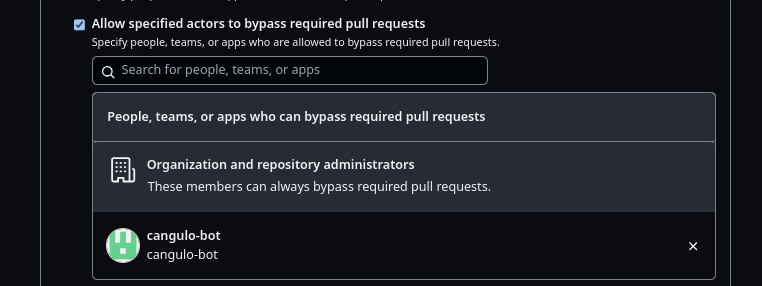 Allow specified actors to bypass required pull requests
Specify people, teams, or apps who are allowed to bypass required pull requests.
Search for people, teams, or apps
People, teams, or apps who can bypass required pull requests
Organization and repository administrators
These members can always bypass required pull requests.
cangulo-bot
cangulo-bot